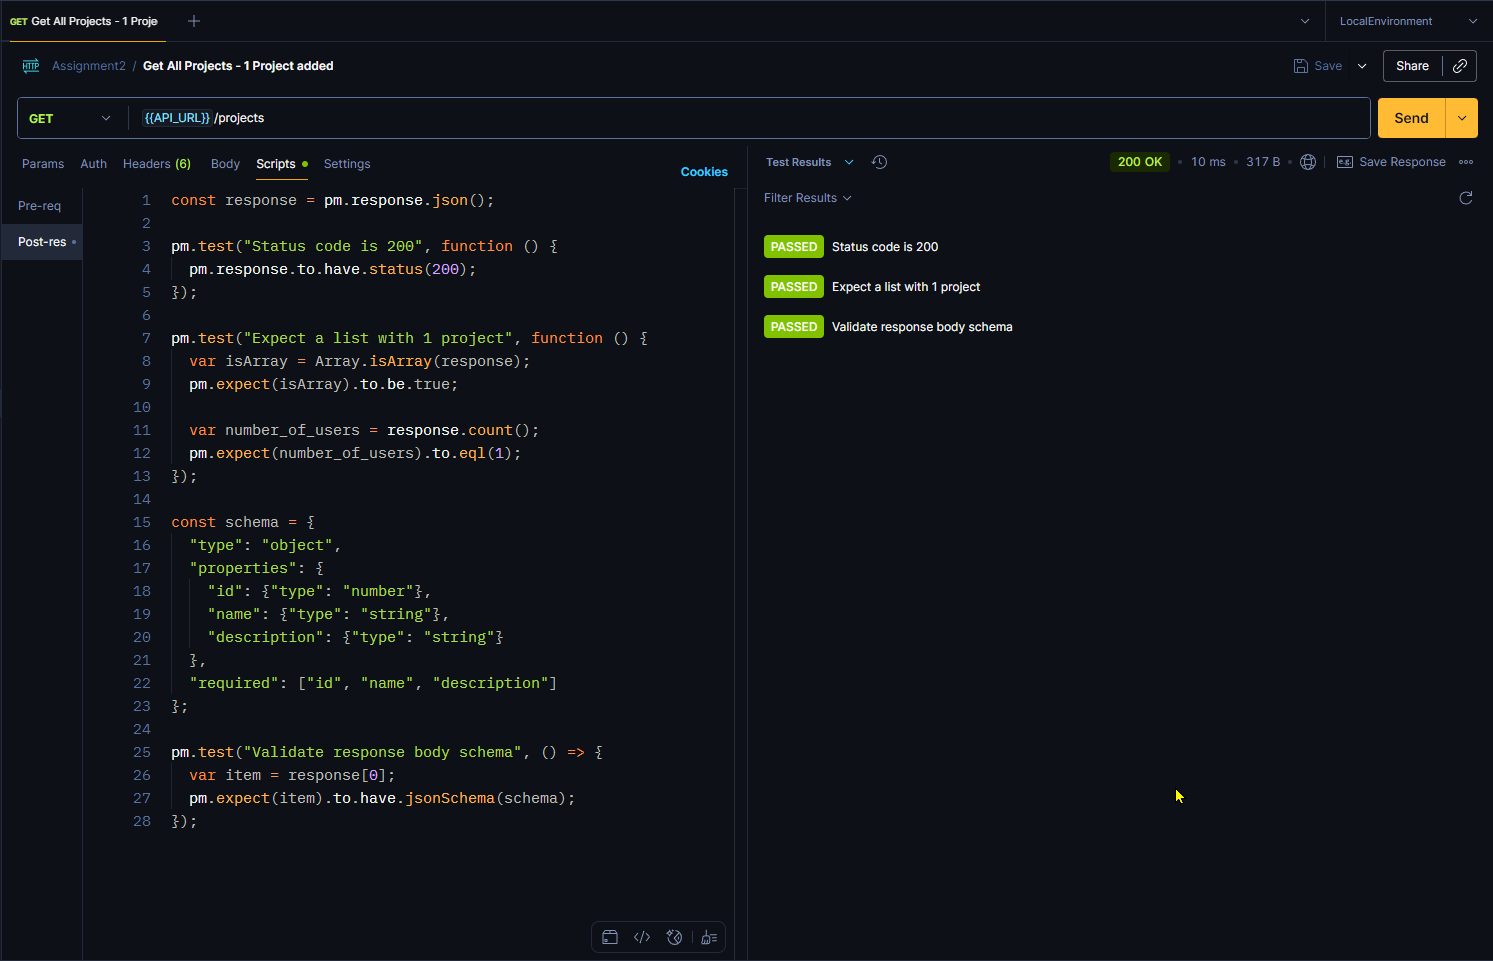 GET Get All Projects - 1 Proje
LocalEnvironment
HTTP Assignment2 / Get All Projects - 1 Project added
Save
Share
GET
{{API_URL}} /projects
Send
Params Auth Headers (6) Body Scripts Settings
Cookies
Pre-req
Post-res
1 const response = pm.response.json();
2
3 pm.test("Status code is 200", function () {
4 pm.response.to.have.status(200);
5 });
6
7 pm.test("Expect a list with 1 project", function () {
8 var isArray = Array.isArray(response);
9 pm.expect(isArray).to.be.true;
10
11 var number_of_users = response.count();
12 pm.expect(number_of_users).to.eql(1);
13 });
14
15 const schema = {
16 "type": "object",
17 "properties": {
18 "id": {"type": "number"},
19 "name": {"type": "string"},
20 "description": {"type": "string"}
21 },
22 "required": ["id", "name", "description"]
23 };
24
25 pm.test("Validate response body schema", () => {
26 var item = response[0];
27 pm.expect(item).to.have.jsonSchema(schema);
28 });
Test Results
200 OK • 10 ms • 317 B •
e.g. Save Response
Filter Results
PASSED Status code is 200
PASSED Expect a list with 1 project
PASSED Validate response body schema